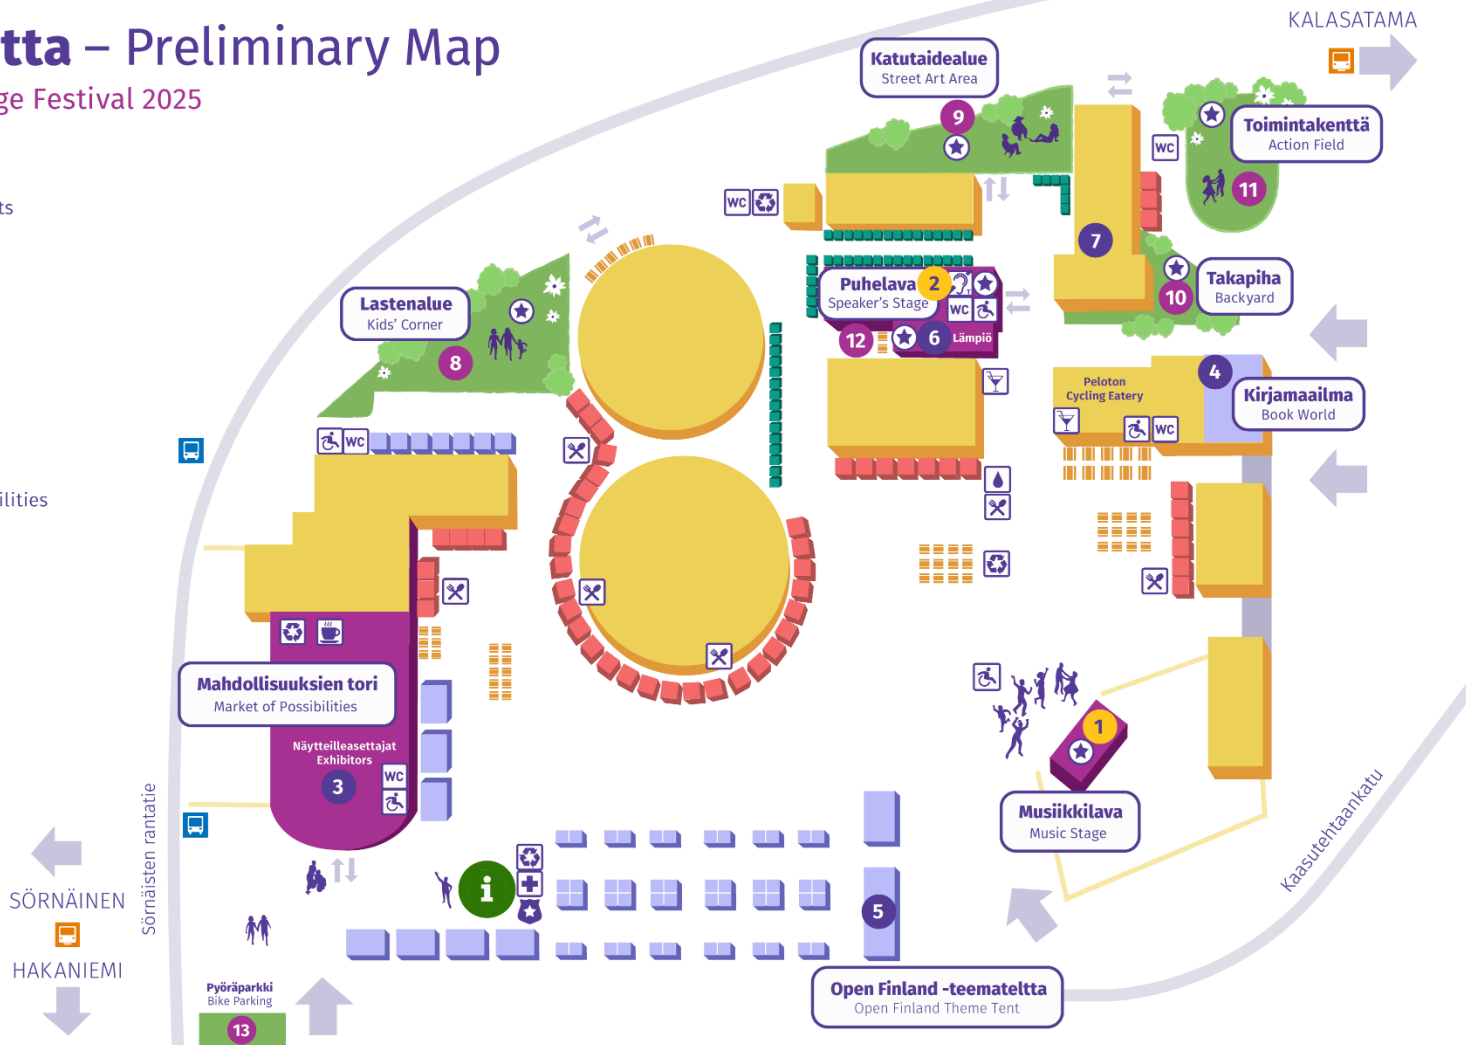 tta – Preliminary Map
ge Festival 2025
ts
ilities
KALASATAMA
Katutaidealue
Street Art Area
9
Toimintakenttä
Action Field
11
WC
WC
7
Takapiha
Backyard
10
Puhelava
2
Speaker's Stage
WC
12
6
Lämpiö
Lastenalue
Kids' Corner
8
WC
Peloton
Cycling Eatery
4
Kirjamaailma
Book World
WC
Mahdollisuuksien tori
Market of Possibilities
Näytteilleasettajat
Exhibitors
3
WC
1
Musiikkilava
Music Stage
Kaasutehtaankatu
Sörnäisten rantatie
SÖRNÄINEN
HAKANIEMI
i
5
Open Finland -teemateltta
Open Finland Theme Tent
Pyöräparkki
Bike Parking
13